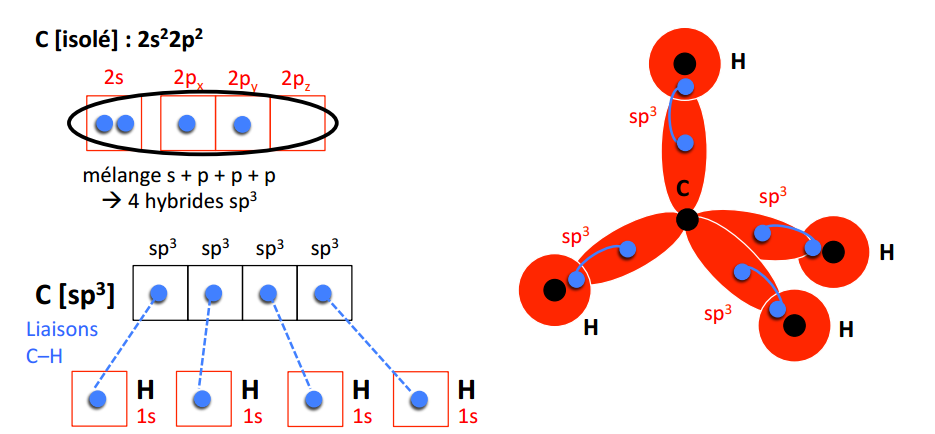 C [isolé] : 2s²2p²
2s 2pₓ 2pᵧ 2p_z
mélange s + p + p + p
→ 4 hybrides sp³
sp³ sp³ sp³ sp³
C [sp³]
Liaisons
C–H
H H H H
1s 1s 1s 1s
H
sp³
C
sp³
sp³
H
H
sp³
H